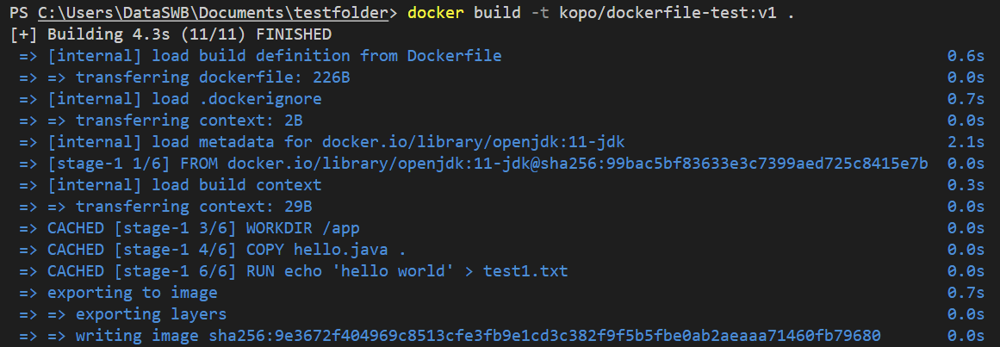 PS C:\Users\DataSWB\Documents\testfolder> docker build -t kopo/dockerfile-test:v1 .
[+] Building 4.3s (11/11) FINISHED
=> [internal] load build definition from Dockerfile 0.6s
=> => transferring dockerfile: 226B 0.0s
=> [internal] load .dockerignore 0.7s
=> => transferring context: 2B 0.0s
=> [internal] load metadata for docker.io/library/openjdk:11-jdk 2.1s
=> [stage-1 1/6] FROM docker.io/library/openjdk:11-jdk@sha256:99bac5bf83633e3c7399aed725c8415e7b 0.0s
=> [internal] load build context 0.3s
=> => transferring context: 29B 0.0s
=> CACHED [stage-1 3/6] WORKDIR /app 0.0s
=> CACHED [stage-1 4/6] COPY hello.java . 0.0s
=> CACHED [stage-1 6/6] RUN echo 'hello world' > test1.txt 0.0s
=> exporting to image 0.7s
=> => exporting layers 0.0s
=> => writing image sha256:9e3672f404969c8513cfe3fb9e1cd3c382f9f5b5fbe0ab2aeaaa71460fb79680 0.0s